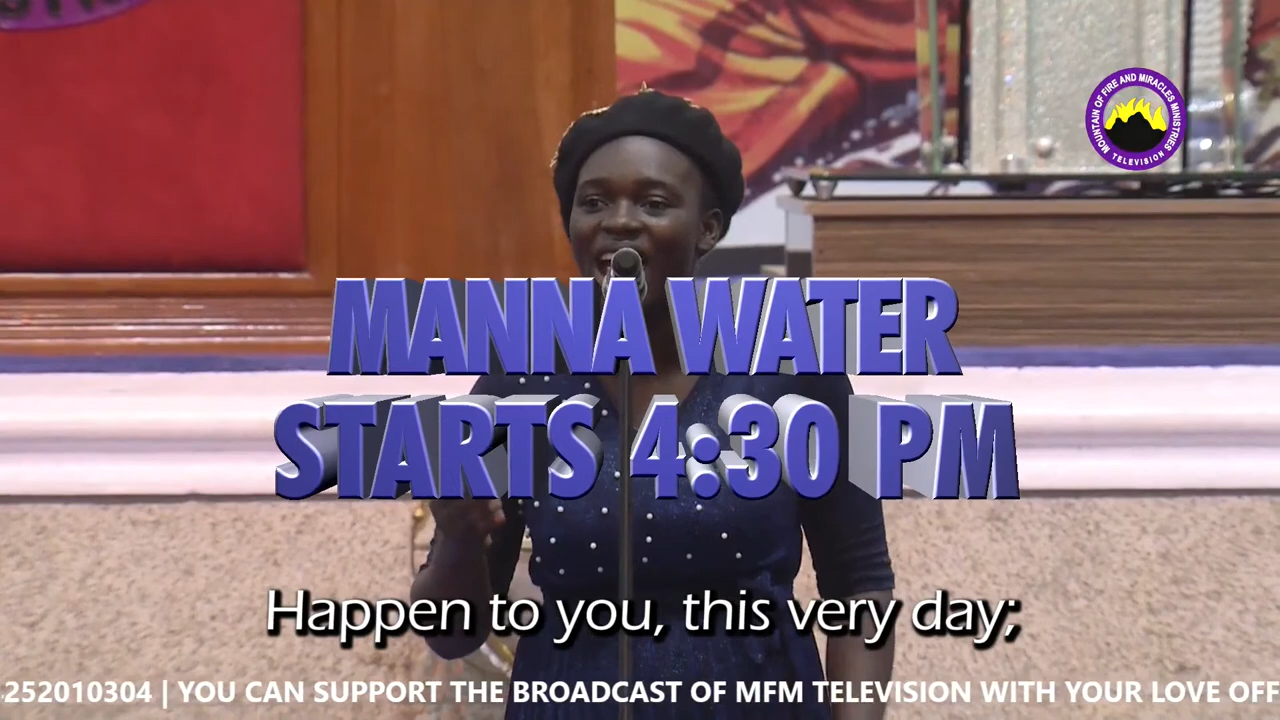 MOUNTAIN OF FIRE AND MIRACLES MINISTRIES
TELEVISION
MANNA WATER
STARTS 4:30 PM
Happen to you, this very day;
252010304 | YOU CAN SUPPORT THE BROADCAST OF MFM TELEVISION WITH YOUR LOVE OFF